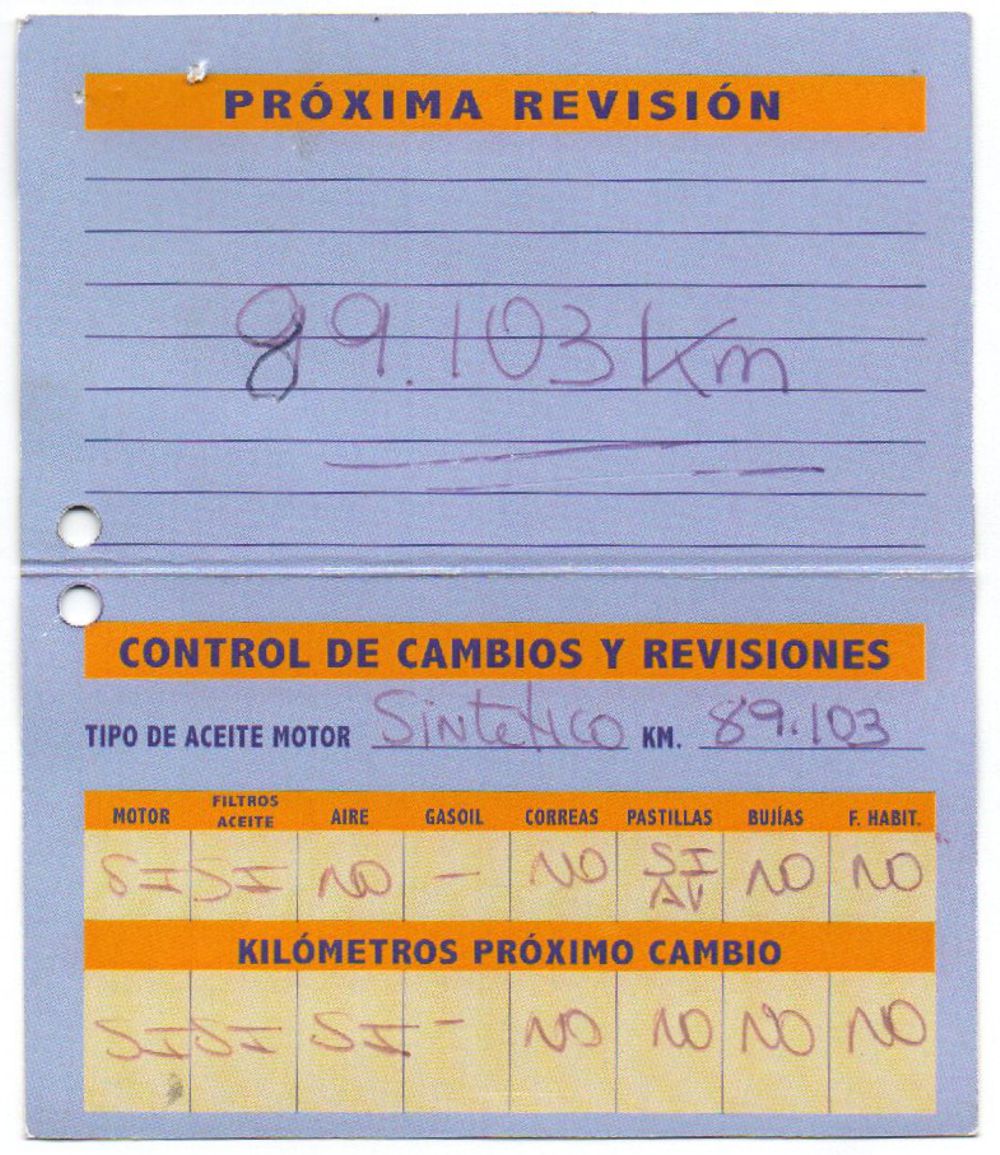 PRÓXIMA REVISIÓN
Km
CONTROL DE CAMBIOS Y REVISIONES
TIPO DE ACEITE MOTOR Sintetico KM. 89.103
MOTOR FILTROS ACEITE AIRE GASOIL CORREAS PASTILLAS BUJÍAS F. HABIT.
SI SI NO — NO SI AV NO NO
KILÓMETROS PRÓXIMO CAMBIO
SI SI SI - NO NO NO NO